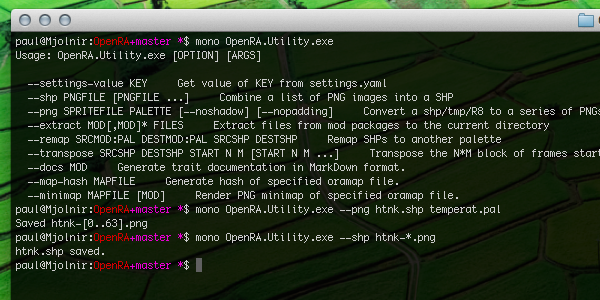 paul@Mjolnir:OpenRA+master *$ mono OpenRA.Utility.exe
Usage: OpenRA.Utility.exe [OPTION] [ARGS]
--settings-value KEY     Get value of KEY from settings.yaml
--shp PNGFILE [PNGFILE ...]     Combine a list of PNG images into a SHP
--png SPRITEFILE PALETTE [--noshadow] [--nopadding]     Convert a shp/tmp/R8 to a series of PNGs
--extract MOD[,MOD]* FILES     Extract files from mod packages to the current directory
--remap SRCMOD:PAL DESTMOD:PAL SRCSHP DESTSHP     Remap SHPs to another palette
--transpose SRCSHP DESTSHP START N M [START N M ...]     Transpose the N*M block of frames start
--docs MOD     Generate trait documentation in MarkDown format.
--map-hash MAPFILE     Generate hash of specified oramap file.
--minimap MAPFILE [MOD]     Render PNG minimap of specified oramap file.
paul@Mjolnir:OpenRA+master *$ mono OpenRA.Utility.exe --png htnk.shp temperat.pal
Saved htnk-[0..63].png
paul@Mjolnir:OpenRA+master *$ mono OpenRA.Utility.exe --shp htnk-*.png
htnk.shp saved.
paul@Mjolnir:OpenRA+master *$